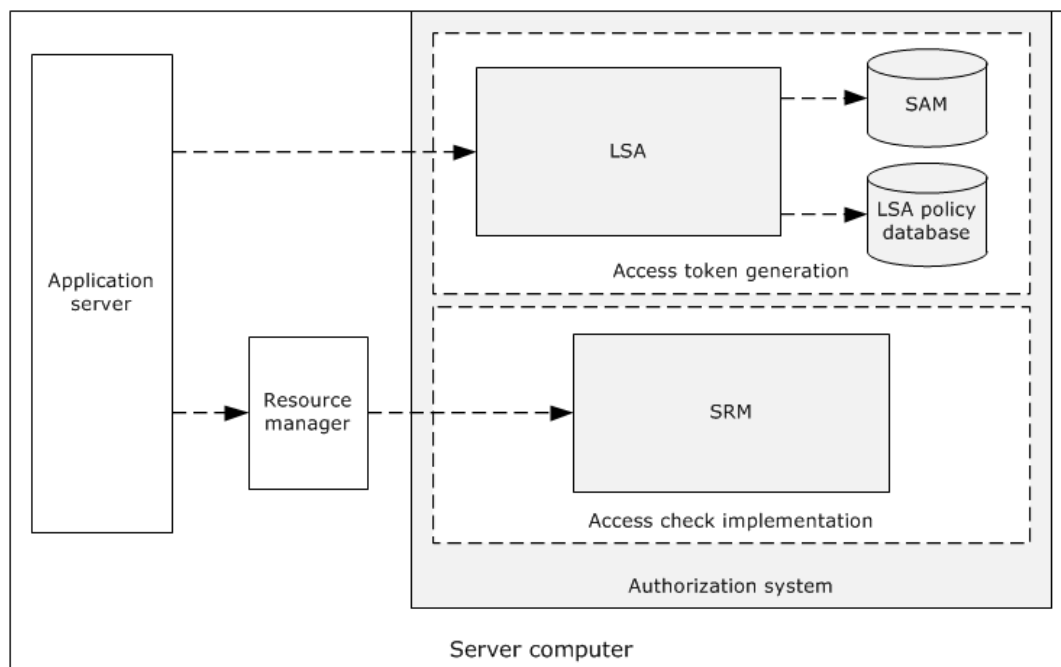 SAM
LSA
LSA policy
database
Access token generation
Application
server
Resource
manager
SRM
Access check implementation
Authorization system
Server computer